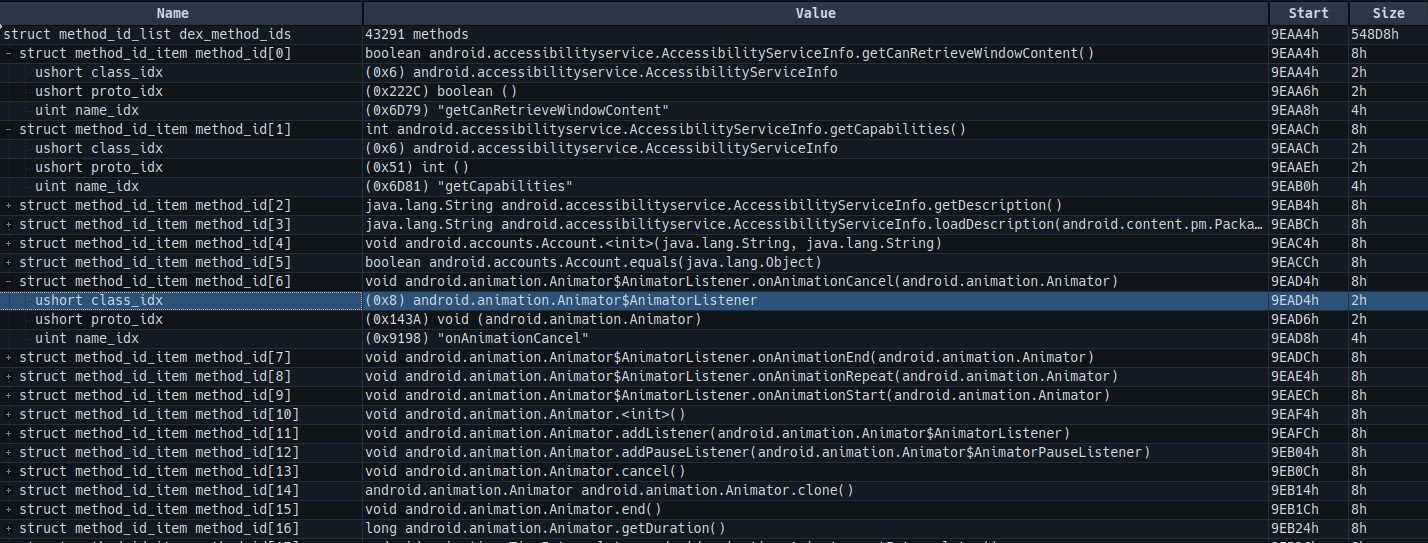 Name Value Start Size
struct method_id_list dex_method_ids 43291 methods 9EAA4h 548D8h
struct method_id_item method_id[0] boolean android.accessibilityservice.AccessibilityServiceInfo.getCanRetrieveWindowContent() 9EAA4h 8h
ushort class_idx (0x6) android.accessibilityservice.AccessibilityServiceInfo 9EAA4h 2h
ushort proto_idx (0x222C) boolean () 9EAA6h 2h
uint name_idx (0x6D79) "getCanRetrieveWindowContent" 9EAA8h 4h
struct method_id_item method_id[1] int android.accessibilityservice.AccessibilityServiceInfo.getCapabilities() 9EAACh 8h
ushort class_idx (0x6) android.accessibilityservice.AccessibilityServiceInfo 9EAACh 2h
ushort proto_idx (0x51) int () 9EAAEh 2h
uint name_idx (0x6D81) "getCapabilities" 9EAB0h 4h
struct method_id_item method_id[2] java.lang.String android.accessibilityservice.AccessibilityServiceInfo.getDescription() 9EAB4h 8h
struct method_id_item method_id[3] java.lang.String android.accessibilityservice.AccessibilityServiceInfo.loadDescription(android.content.pm.Packa… 9EABCh 8h
struct method_id_item method_id[4] void android.accounts.Account.<init>(java.lang.String, java.lang.String) 9EAC4h 8h
struct method_id_item method_id[5] boolean android.accounts.Account.equals(java.lang.Object) 9EACCh 8h
struct method_id_item method_id[6] void android.animation.Animator$AnimatorListener.onAnimationCancel(android.animation.Animator) 9EAD4h 8h
ushort class_idx (0x8) android.animation.Animator$AnimatorListener 9EAD4h 2h
ushort proto_idx (0x143A) void (android.animation.Animator) 9EAD6h 2h
uint name_idx (0x9198) "onAnimationCancel" 9EAD8h 4h
struct method_id_item method_id[7] void android.animation.Animator$AnimatorListener.onAnimationEnd(android.animation.Animator) 9EADCh 8h
struct method_id_item method_id[8] void android.animation.Animator$AnimatorListener.onAnimationRepeat(android.animation.Animator) 9EAE4h 8h
struct method_id_item method_id[9] void android.animation.Animator$AnimatorListener.onAnimationStart(android.animation.Animator) 9EAECh 8h
struct method_id_item method_id[10] void android.animation.Animator.<init>() 9EAF4h 8h
struct method_id_item method_id[11] void android.animation.Animator.addListener(android.animation.Animator$AnimatorListener) 9EAFCh 8h
struct method_id_item method_id[12] void android.animation.Animator.addPauseListener(android.animation.Animator$AnimatorPauseListener) 9EB04h 8h
struct method_id_item method_id[13] void android.animation.Animator.cancel() 9EB0Ch 8h
struct method_id_item method_id[14] android.animation.Animator android.animation.Animator.clone() 9EB14h 8h
struct method_id_item method_id[15] void android.animation.Animator.end() 9EB1Ch 8h
struct method_id_item method_id[16] long android.animation.Animator.getDuration() 9EB24h 8h